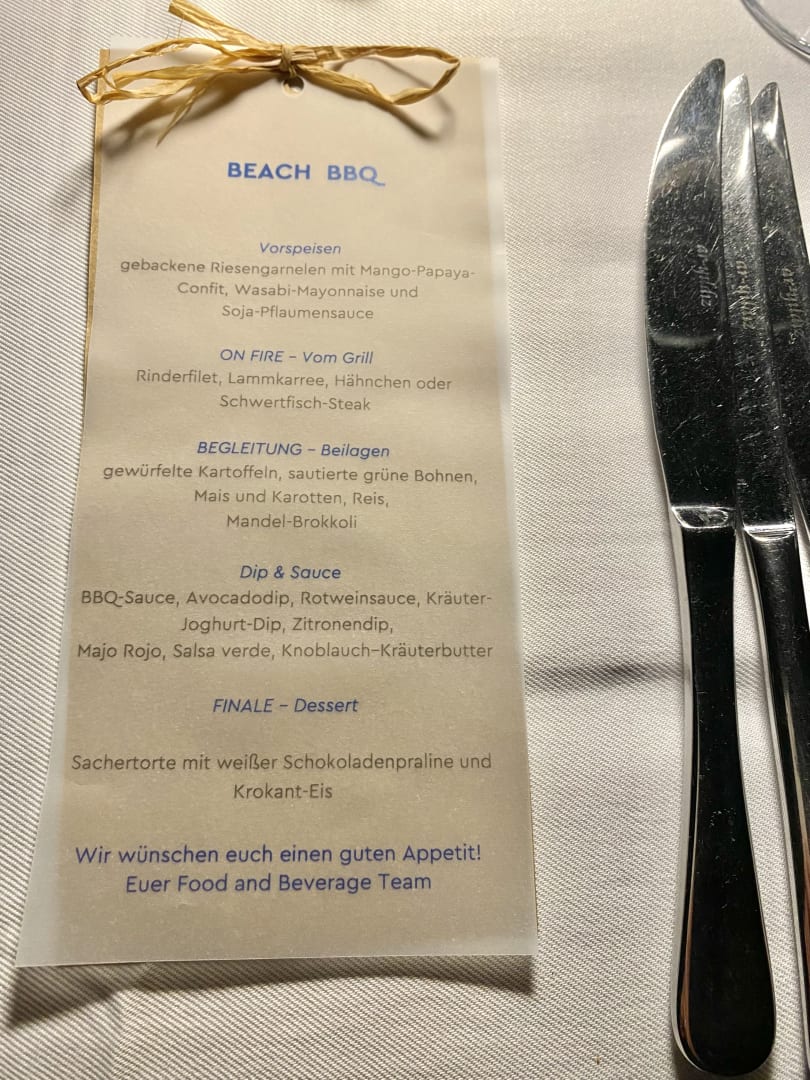 BEACH BBQ
Vorspeisen
gebackene Riesengarnelen mit Mango-Papaya-
Confit, Wasabi-Mayonnaise und
Soja-Pflaumensauce
ON FIRE – Vom Grill
Rinderfilet, Lammkarree, Hähnchen oder
Schwertfisch-Steak
BEGLEITUNG – Beilagen
gewürfelte Kartoffeln, sautierte grüne Bohnen,
Mais und Karotten, Reis,
Mandel-Brokkoli
Dip & Sauce
BBQ-Sauce, Avocadodip, Rotweinsauce, Kräuter-
Joghurt-Dip, Zitronendip,
Majo Rojo, Salsa verde, Knoblauch-Kräuterbutter
FINALE – Dessert
Sachertorte mit weißer Schokoladenpraline und
Krokant-Eis
Wir wünschen euch einen guten Appetit!
Euer Food and Beverage Team